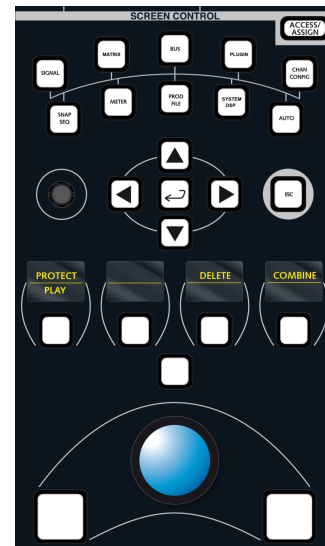 SCREEN CONTROL
ACCESS/
ASSIGN
BUS
MATRIX
PLUGIN
SIGNAL
CHAN
CONFIG
METER
PROD
FILE
SYSTEM
DSP
SNAP
SEQ
AUTO
ESC
PROTECT
PLAY
DELETE
COMBINE